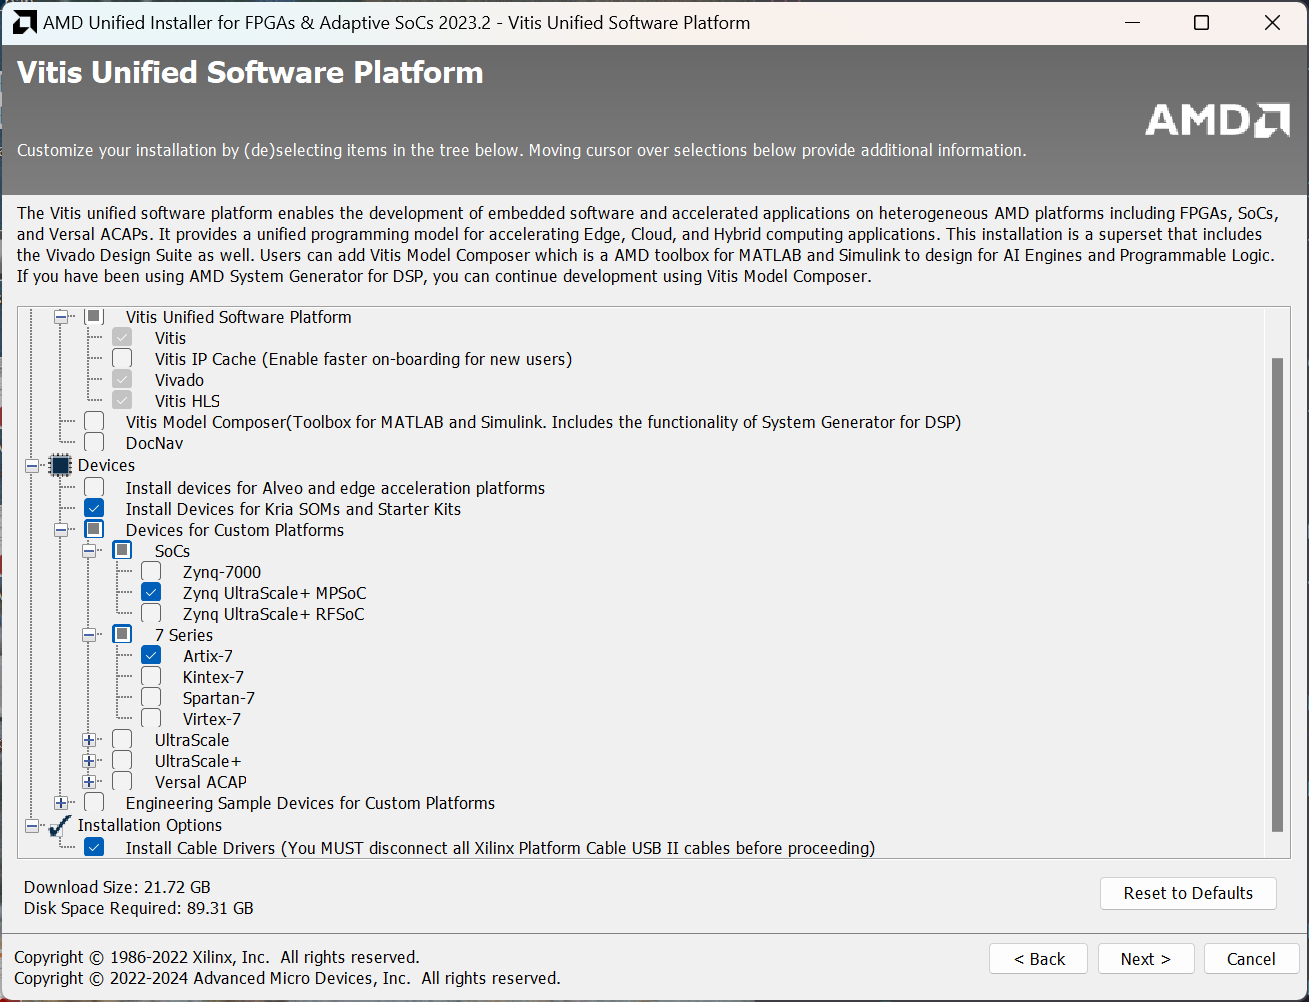 AMD Unified Installer for FPGAs & Adaptive SoCs 2023.2 - Vitis Unified Software Platform
Vitis Unified Software Platform
AMD
Customize your installation by (de)selecting items in the tree below. Moving cursor over selections below provide additional information.
The Vitis unified software platform enables the development of embedded software and accelerated applications on heterogeneous AMD platforms including FPGAs, SoCs,
and Versal ACAPs. It provides a unified programming model for accelerating Edge, Cloud, and Hybrid computing applications. This installation is a superset that includes
the Vivado Design Suite as well. Users can add Vitis Model Composer which is a AMD toolbox for MATLAB and Simulink to design for AI Engines and Programmable Logic.
If you have been using AMD System Generator for DSP, you can continue development using Vitis Model Composer.
Vitis Unified Software Platform
Vitis
Vitis IP Cache (Enable faster on-boarding for new users)
Vivado
Vitis HLS
Vitis Model Composer(Toolbox for MATLAB and Simulink. Includes the functionality of System Generator for DSP)
DocNav
Devices
Install devices for Alveo and edge acceleration platforms
Install Devices for Kria SOMs and Starter Kits
Devices for Custom Platforms
SoCs
Zynq-7000
Zynq UltraScale+ MPSoC
Zynq UltraScale+ RFSoC
7 Series
Artix-7
Kintex-7
Spartan-7
Virtex-7
UltraScale
UltraScale+
Versal ACAP
Engineering Sample Devices for Custom Platforms
Installation Options
Install Cable Drivers (You MUST disconnect all Xilinx Platform Cable USB II cables before proceeding)
Download Size: 21.72 GB
Disk Space Required: 89.31 GB
Reset to Defaults
Copyright © 1986-2022 Xilinx, Inc.  All rights reserved.
Copyright © 2022-2024 Advanced Micro Devices, Inc.  All rights reserved.
< Back
Next >
Cancel